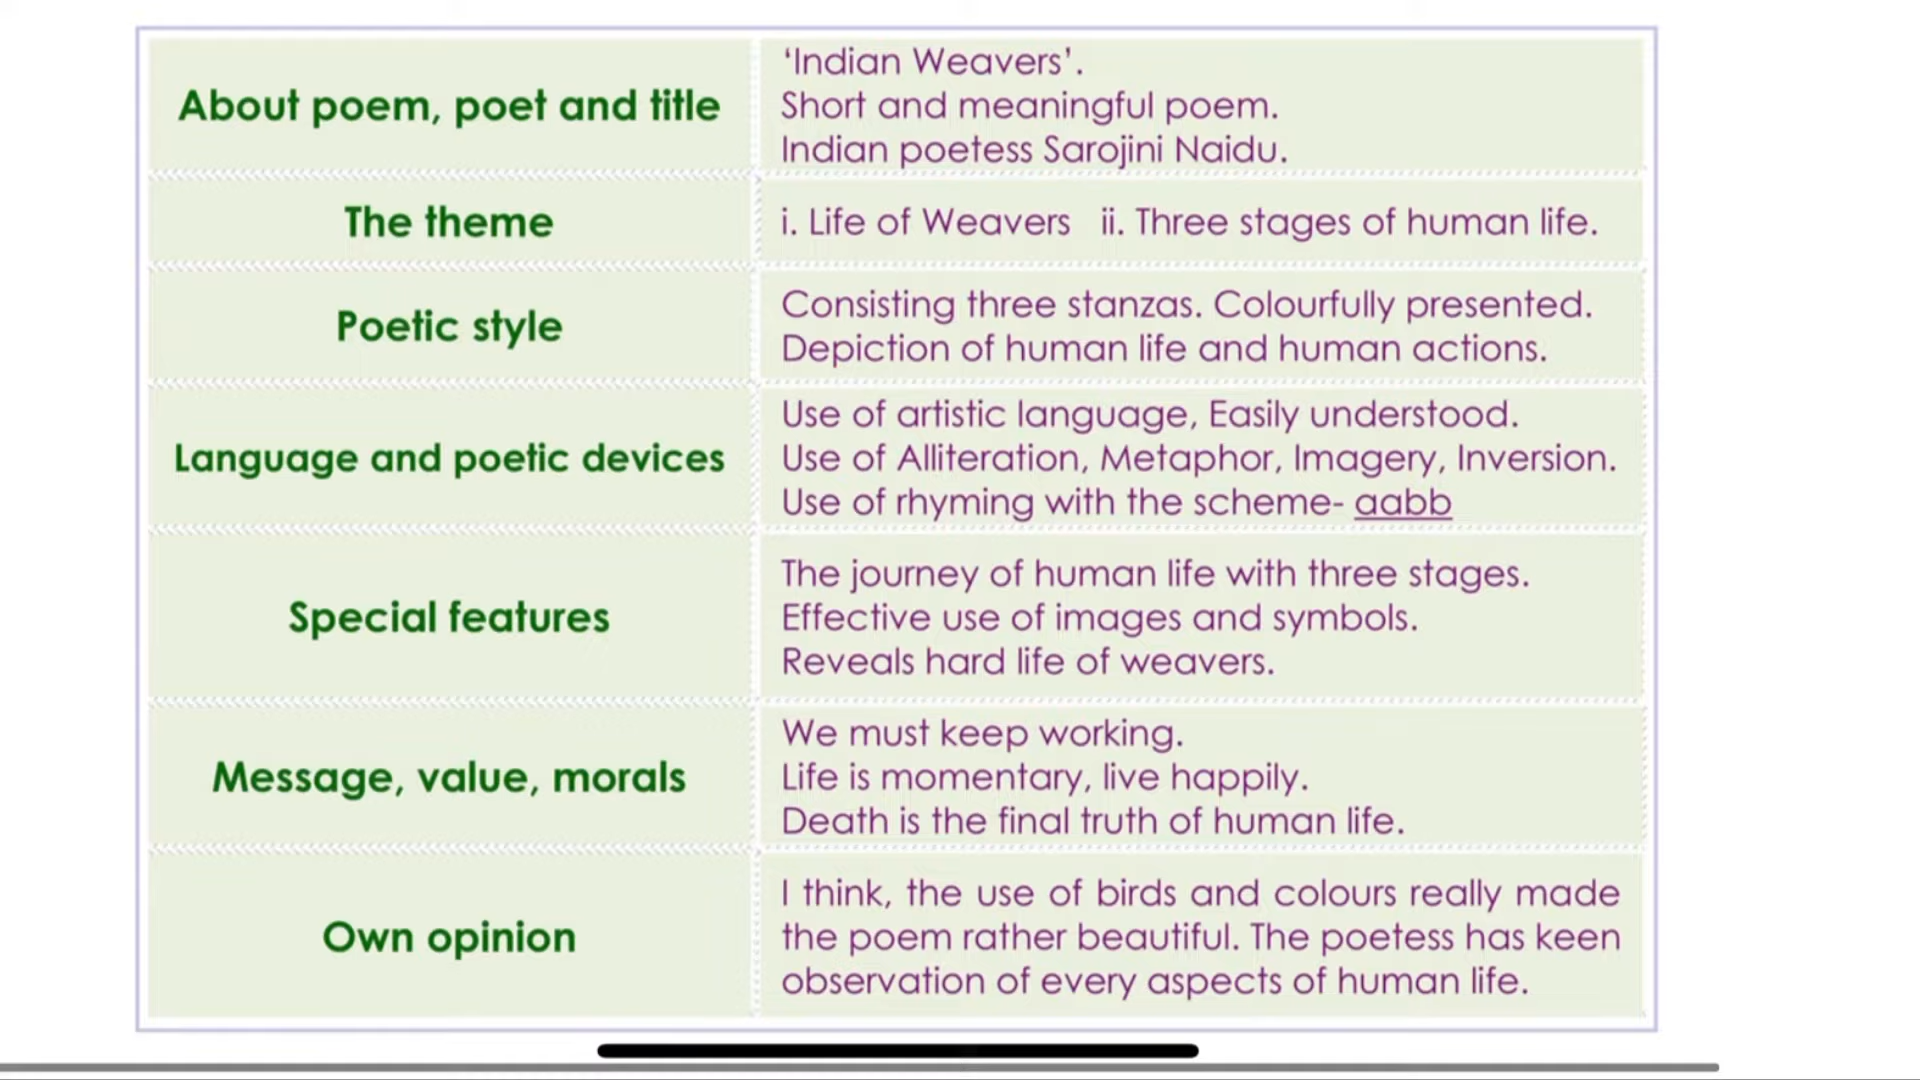 About poem, poet and title
‘Indian Weavers’.
Short and meaningful poem.
Indian poetess Sarojini Naidu.
The theme
i. Life of Weavers ii. Three stages of human life.
Poetic style
Consisting three stanzas. Colourfully presented.
Depiction of human life and human actions.
Language and poetic devices
Use of artistic language, Easily understood.
Use of Alliteration, Metaphor, Imagery, Inversion.
Use of rhyming with the scheme- aabb
Special features
The journey of human life with three stages.
Effective use of images and symbols.
Reveals hard life of weavers.
Message, value, morals
We must keep working.
Life is momentary, live happily.
Death is the final truth of human life.
Own opinion
I think, the use of birds and colours really made
the poem rather beautiful. The poetess has keen
observation of every aspects of human life.